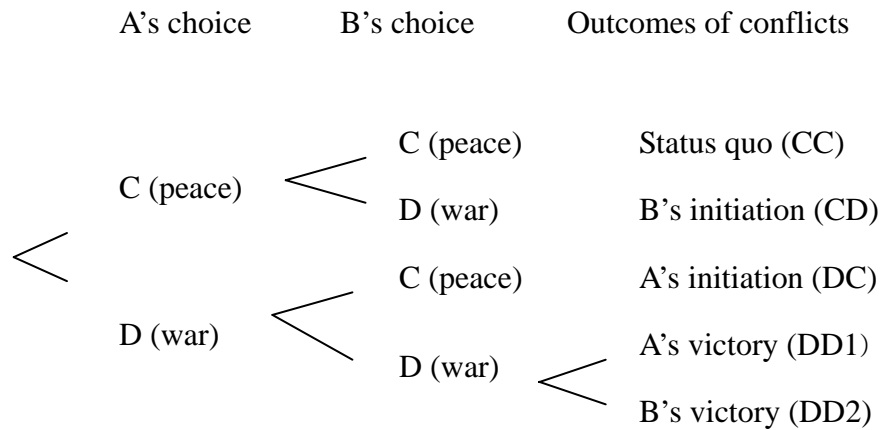 A’s choice B’s choice Outcomes of conflicts
C (peace) Status quo (CC)
C (peace)
D (war) B’s initiation (CD)
C (peace) A’s initiation (DC)
D (war)
A’s victory (DD1)
D (war)
B’s victory (DD2)